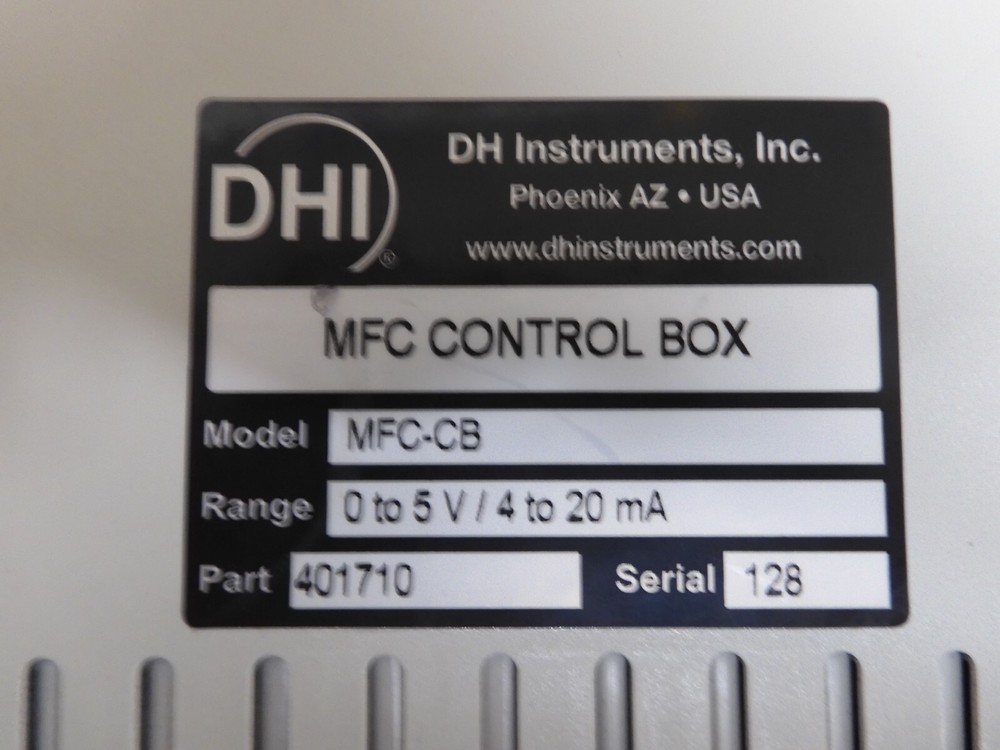 DHI®
DH Instruments, Inc.
Phoenix AZ • USA
www.dhinstruments.com
MFC CONTROL BOX
Model MFC-CB
Range 0 to 5 V / 4 to 20 mA
Part 401710 Serial 128